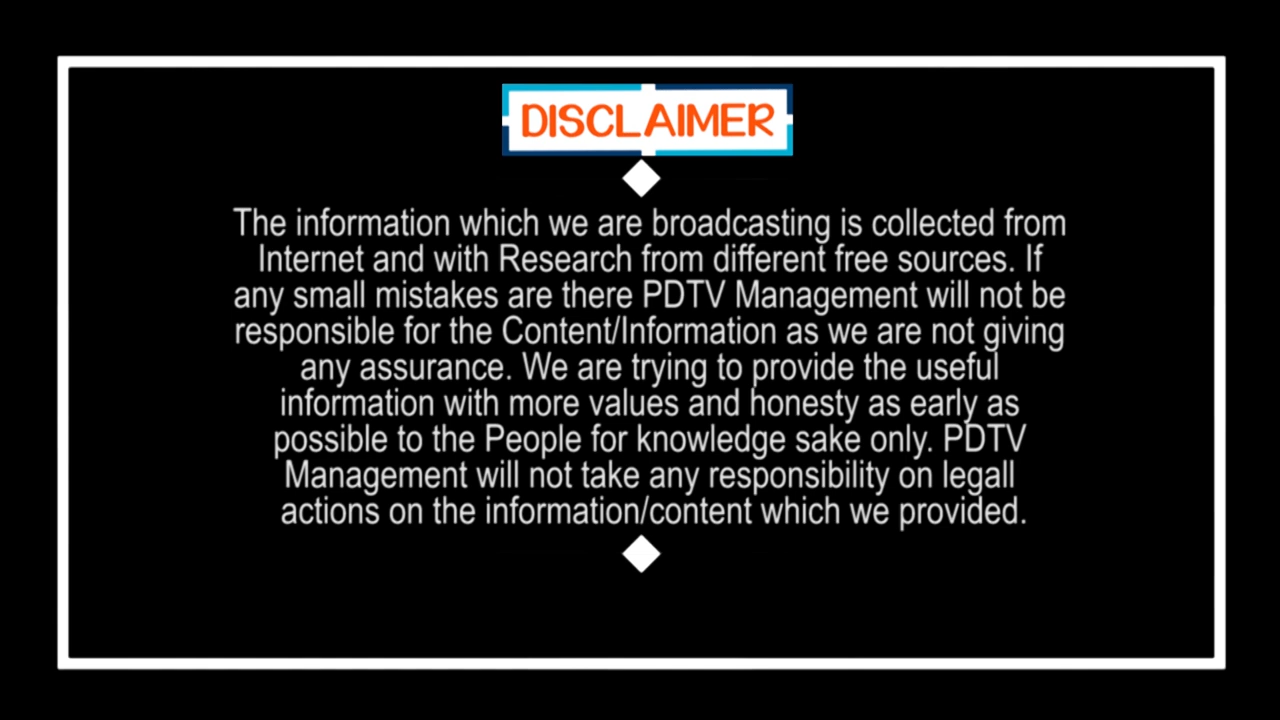 DISCLAIMER
The information which we are broadcasting is collected from
Internet and with Research from different free sources. If
any small mistakes are there PDTV Management will not be
responsible for the Content/Information as we are not giving
any assurance. We are trying to provide the useful
information with more values and honesty as early as
possible to the People for knowledge sake only. PDTV
Management will not take any responsibility on legall
actions on the information/content which we provided.